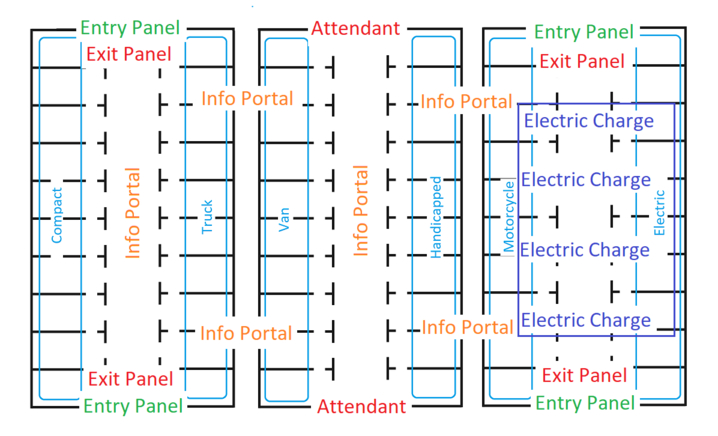 Entry Panel
Attendant
Entry Panel
Exit Panel
Exit Panel
Info Portal
Info Portal
Electric Charge
Compact
Info Portal
Truck
Van
Info Portal
Handicapped
Motorcycle
Electric Charge
Electric
Electric Charge
Info Portal
Info Portal
Electric Charge
Exit Panel
Exit Panel
Entry Panel
Attendant
Entry Panel